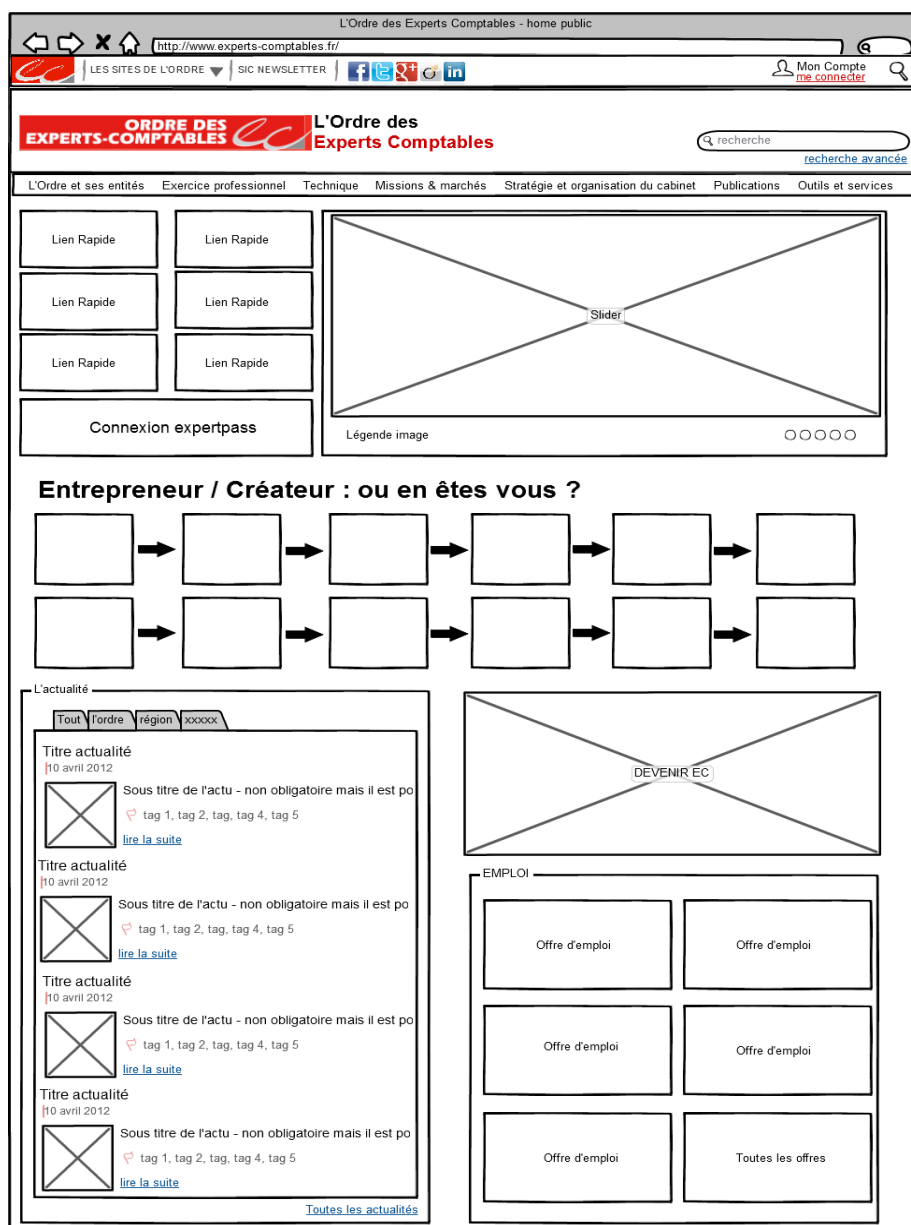 L'Ordre des Experts Comptables - home public
http://www.experts-comptables.fr/
LES SITES DE L'ORDRE
SIC NEWSLETTER
Mon Compte
me connecter
ORDRE DES
EXPERTS-COMPTABLES
L'Ordre des
Experts Comptables
recherche
recherche avancée
L'Ordre et ses entités Exercice professionnel Technique Missions & marchés Stratégie et organisation du cabinet Publications Outils et services
Lien Rapide Lien Rapide
Lien Rapide Lien Rapide
Lien Rapide Lien Rapide
Connexion expertpass
Slider
Légende image
Entrepreneur / Créateur : ou en êtes vous ?
L'actualité
Tout l'ordre région xxxxx
Titre actualité
10 avril 2012
Sous titre de l'actu - non obligatoire mais il est po
tag 1, tag 2, tag, tag 4, tag 5
lire la suite
Titre actualité
10 avril 2012
Sous titre de l'actu - non obligatoire mais il est po
tag 1, tag 2, tag, tag 4, tag 5
lire la suite
Titre actualité
10 avril 2012
Sous titre de l'actu - non obligatoire mais il est po
tag 1, tag 2, tag, tag 4, tag 5
lire la suite
Titre actualité
10 avril 2012
Sous titre de l'actu - non obligatoire mais il est po
tag 1, tag 2, tag, tag 4, tag 5
lire la suite
Toutes les actualités
DEVENIR EC
EMPLOI
Offre d'emploi Offre d'emploi
Offre d'emploi Offre d'emploi
Offre d'emploi Toutes les offres